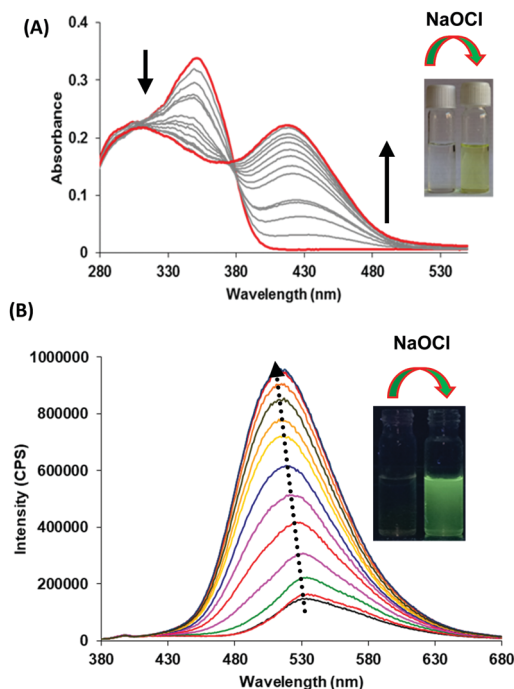 (A)
NaOCl
Absorbance
0.4
0.3
0.2
0.1
0
280 330 380 430 480 530
Wavelength (nm)
(B)
NaOCl
Intensity (CPS)
1000000
800000
600000
400000
200000
0
380 430 480 530 580 630 680
Wavelength (nm)